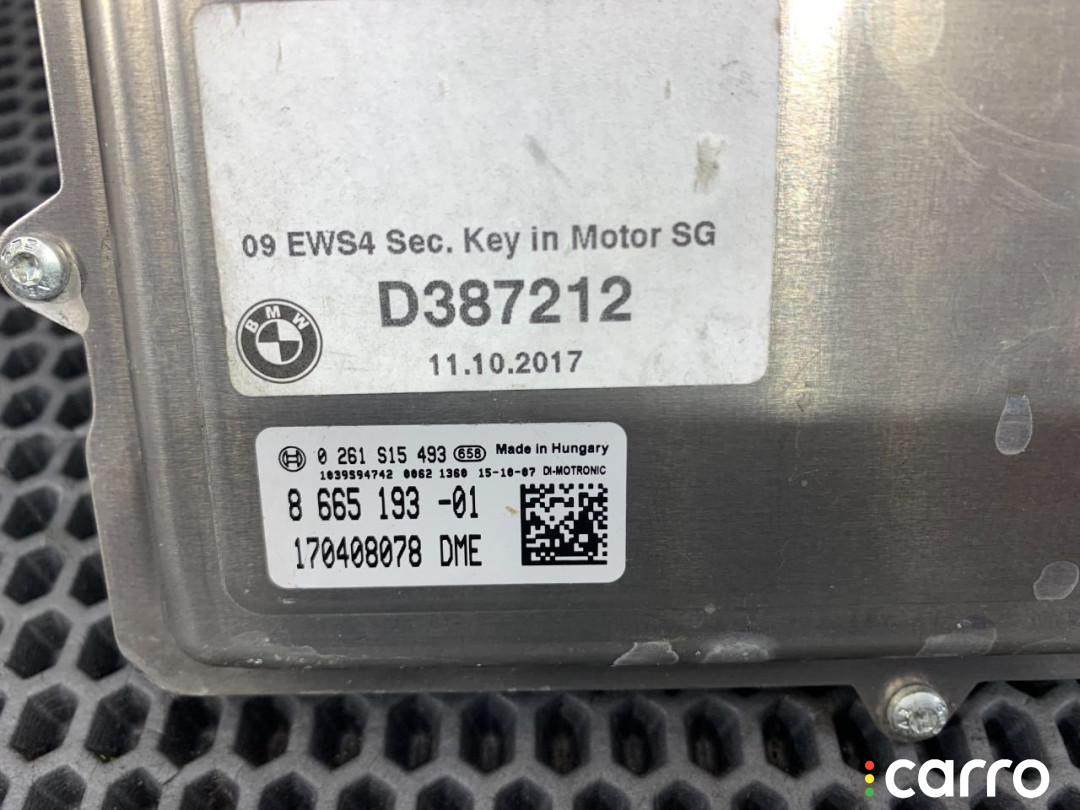 09 EWS4 Sec. Key in Motor SG
D387212
BMW
11.10.2017
0 261 S15 493 658 Made in Hungary
1039S94742 0062 1360 15-10-07 DI-MOTRONIC
8 665 193 -01
170408078 DME
carro